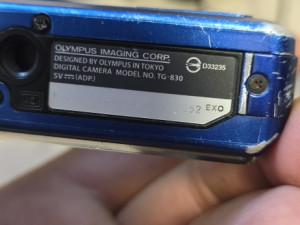 OLYMPUS IMAGING CORP.
DESIGNED BY OLYMPUS IN TOKYO
DIGITAL CAMERA MODEL NO. TG-830
5V⎓(ADP.)
D33235
EXO